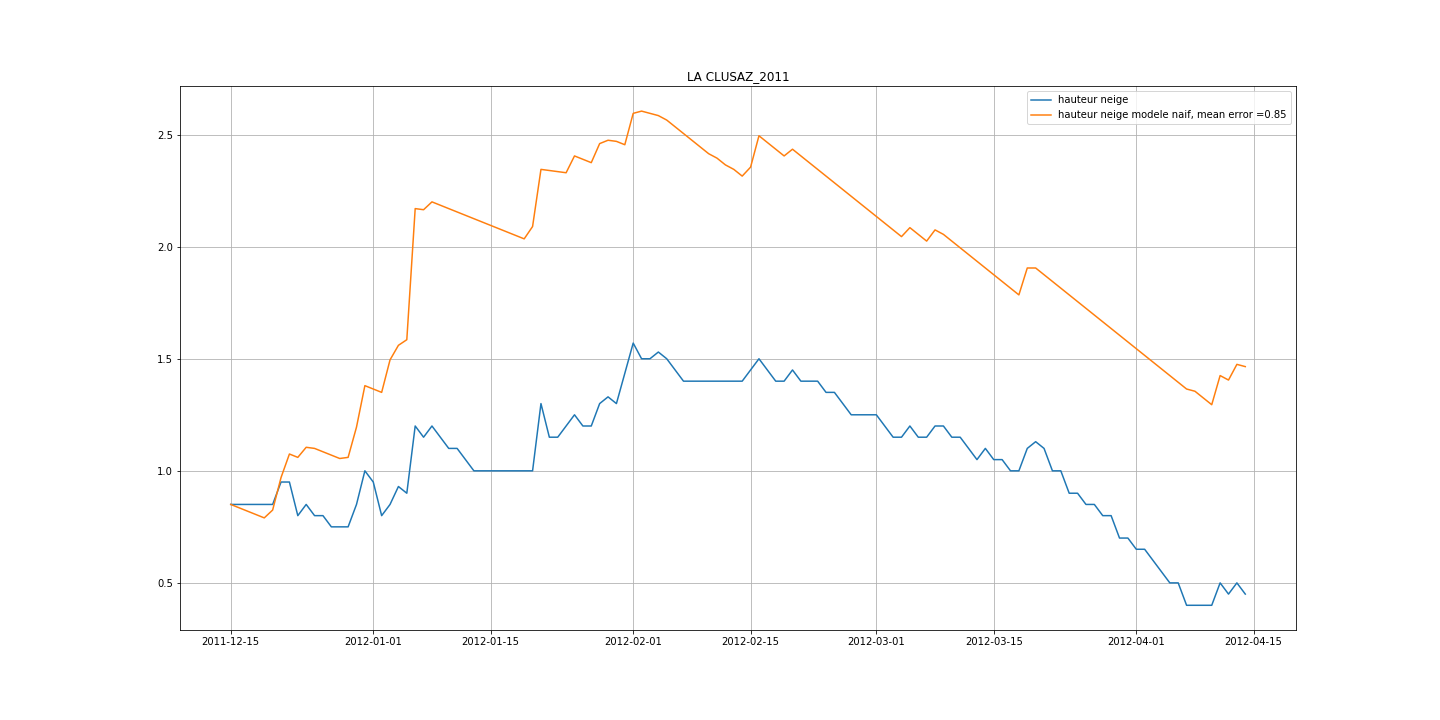 LA CLUSAZ_2011
hauteur neige
hauteur neige modele naif, mean error =0.85
2.5
2.0
1.5
1.0
0.5
2011-12-15 2012-01-01 2012-01-15 2012-02-01 2012-02-15 2012-03-01 2012-03-15 2012-04-01 2012-04-15